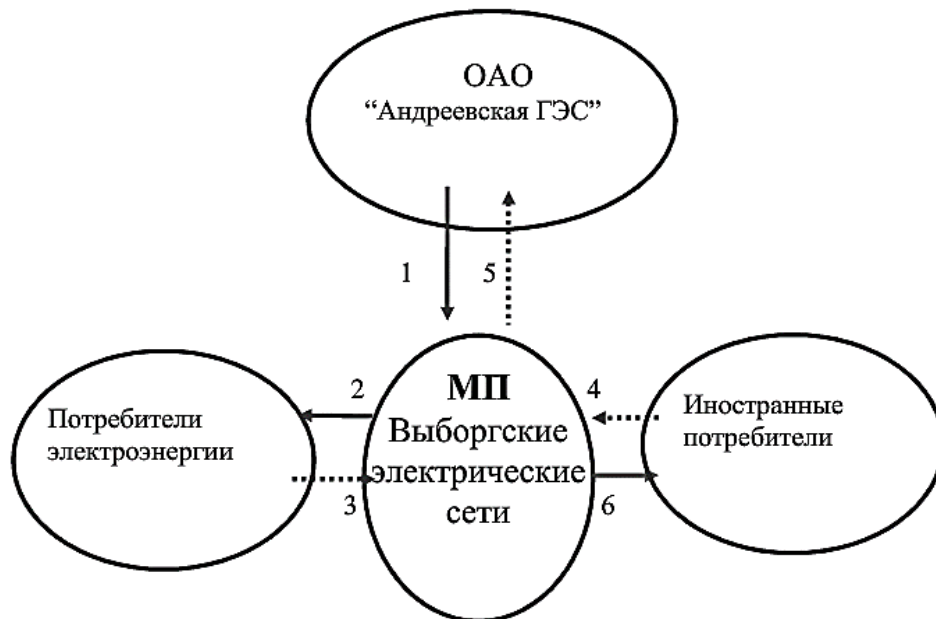 ОАО
“Андреевская ГЭС”
1
5
МП
Выборгские
электрические
сети
2
3
4
6
Потребители
электроэнергии
Иностранные
потребители